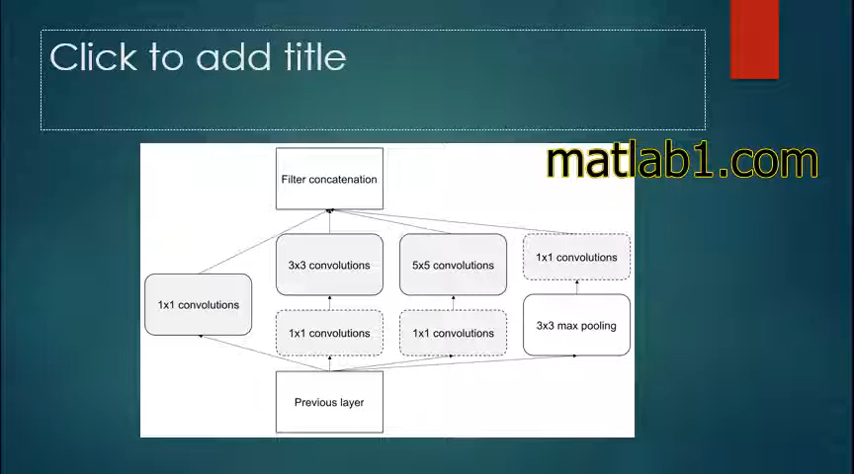 Click to add title
matlab1.com
Filter concatenation
3x3 convolutions
5x5 convolutions
1x1 convolutions
1x1 convolutions
1x1 convolutions
1x1 convolutions
3x3 max pooling
Previous layer